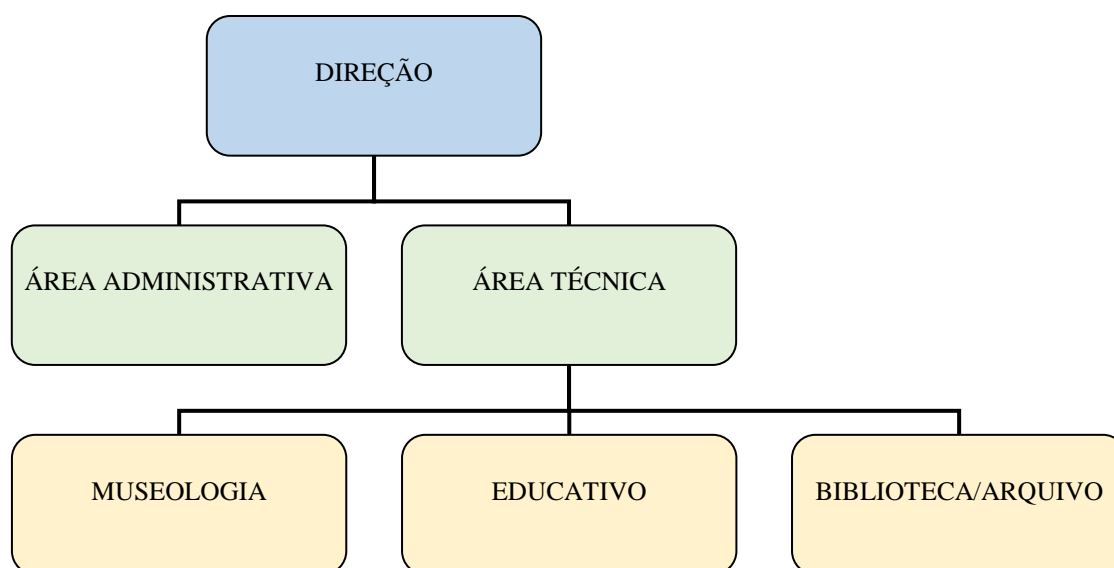 DIREÇÃO
ÁREA ADMINISTRATIVA
ÁREA TÉCNICA
MUSEOLOGIA
EDUCATIVO
BIBLIOTECA/ARQUIVO